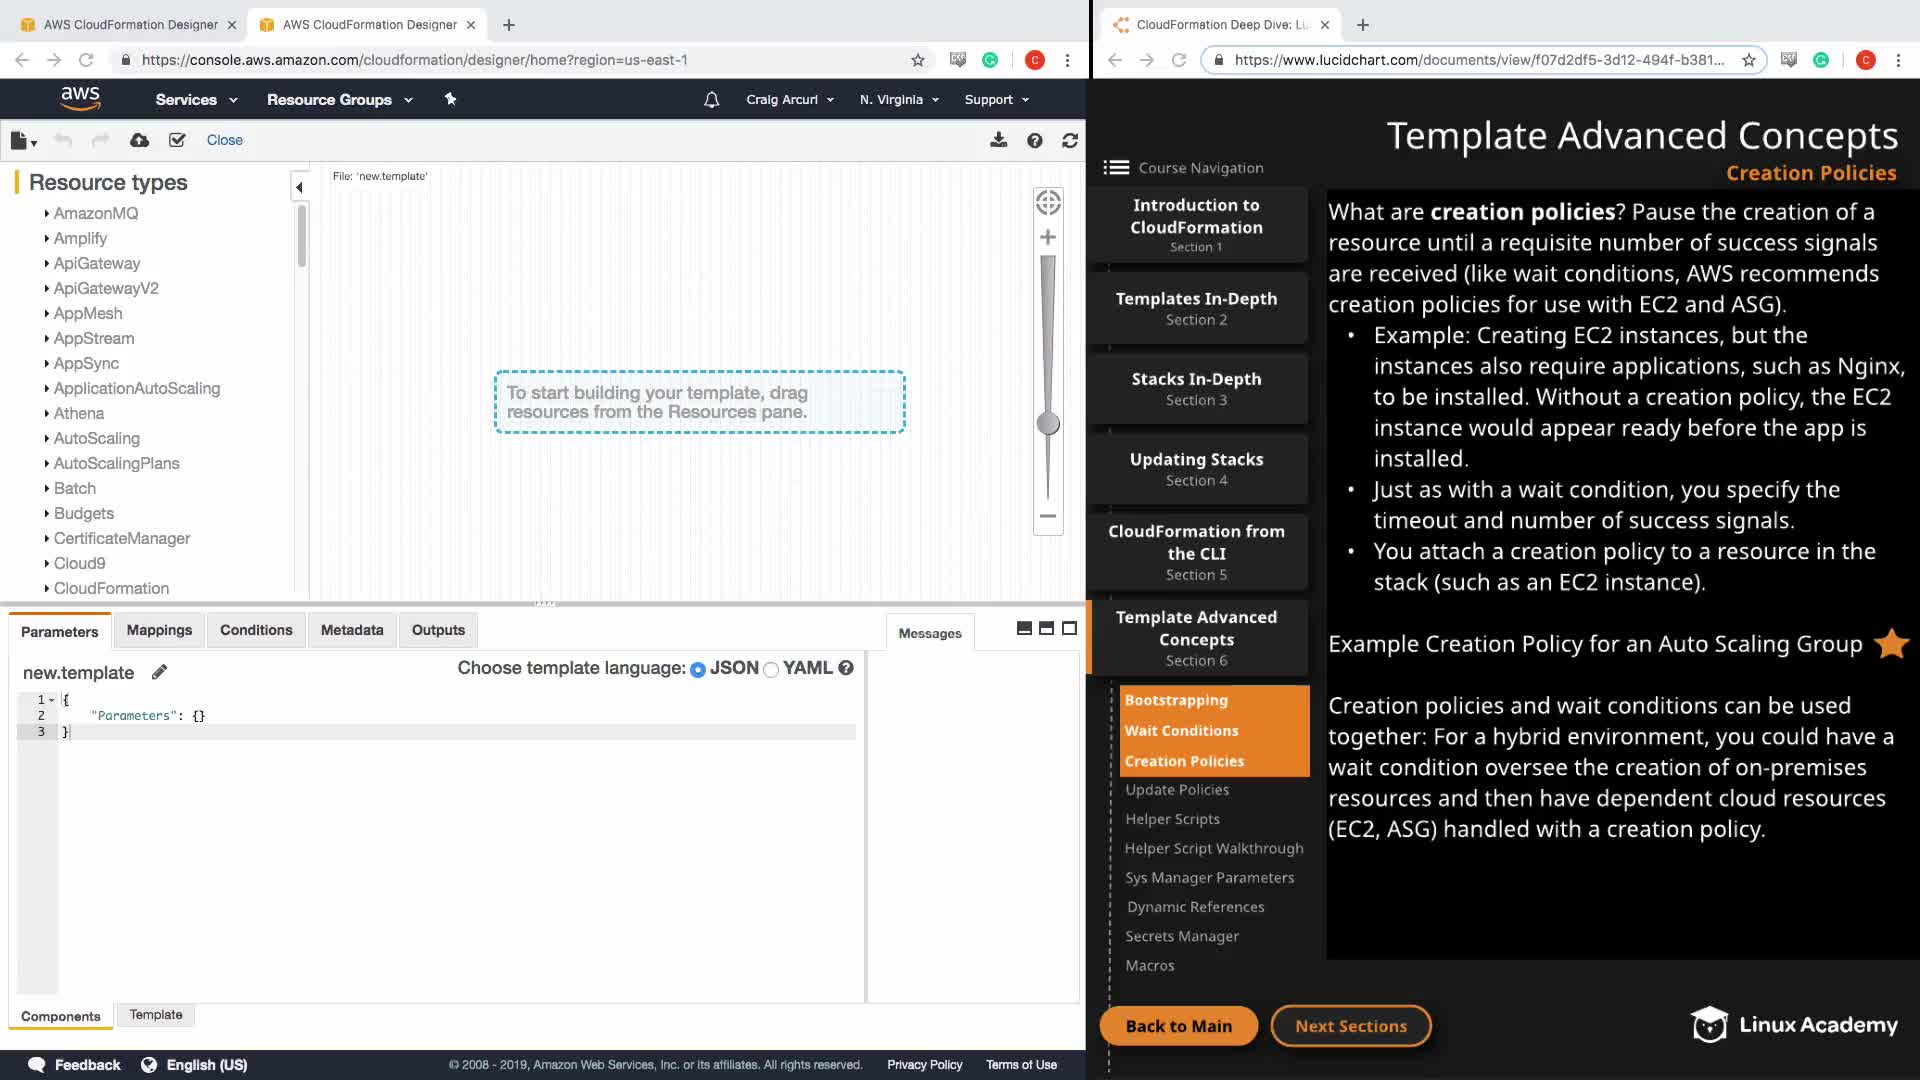 AWS CloudFormation Designer
AWS CloudFormation Designer
https://console.aws.amazon.com/cloudformation/designer/home?region=us-east-1
C
aws
Services
Resource Groups
Craig Arcuri
N. Virginia
Support
Close
Resource types
AmazonMQ
Amplify
ApiGateway
ApiGatewayV2
AppMesh
AppStream
AppSync
ApplicationAutoScaling
Athena
AutoScaling
AutoScalingPlans
Batch
Budgets
CertificateManager
Cloud9
CloudFormation
File: 'new.template'
To start building your template, drag
resources from the Resources pane.
Parameters
Mappings
Conditions
Metadata
Outputs
Messages
new.template
Choose template language: JSON YAML
1 {
2 "Parameters": {}
3 }
Components
Template
Feedback
English (US)
© 2008 - 2019, Amazon Web Services, Inc. or its affiliates. All rights reserved.
Privacy Policy
Terms of Use
CloudFormation Deep Dive: Lu
https://www.lucidchart.com/documents/view/f07d2df5-3d12-494f-b381...
C
Template Advanced Concepts
Creation Policies
Course Navigation
Introduction to
CloudFormation
Section 1
Templates In-Depth
Section 2
Stacks In-Depth
Section 3
Updating Stacks
Section 4
CloudFormation from
the CLI
Section 5
Template Advanced
Concepts
Section 6
Bootstrapping
Wait Conditions
Creation Policies
Update Policies
Helper Scripts
Helper Script Walkthrough
Sys Manager Parameters
Dynamic References
Secrets Manager
Macros
What are creation policies? Pause the creation of a
resource until a requisite number of success signals
are received (like wait conditions, AWS recommends
creation policies for use with EC2 and ASG).
• Example: Creating EC2 instances, but the
instances also require applications, such as Nginx,
to be installed. Without a creation policy, the EC2
instance would appear ready before the app is
installed.
• Just as with a wait condition, you specify the
timeout and number of success signals.
• You attach a creation policy to a resource in the
stack (such as an EC2 instance).
Example Creation Policy for an Auto Scaling Group
Creation policies and wait conditions can be used
together: For a hybrid environment, you could have a
wait condition oversee the creation of on-premises
resources and then have dependent cloud resources
(EC2, ASG) handled with a creation policy.
Back to Main
Next Sections
Linux Academy